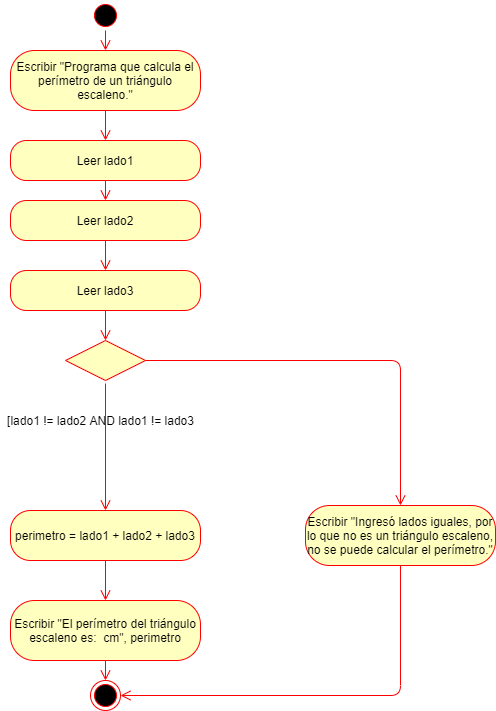 Escribir "Programa que calcula el
perímetro de un triángulo
escaleno."
Leer lado1
Leer lado2
Leer lado3
[lado1 != lado2 AND lado1 != lado3
perimetro = lado1 + lado2 + lado3
Escribir "Ingresó lados iguales, por
lo que no es un triángulo escaleno,
no se puede calcular el perímetro."
Escribir "El perímetro del triángulo
escaleno es:  cm", perimetro